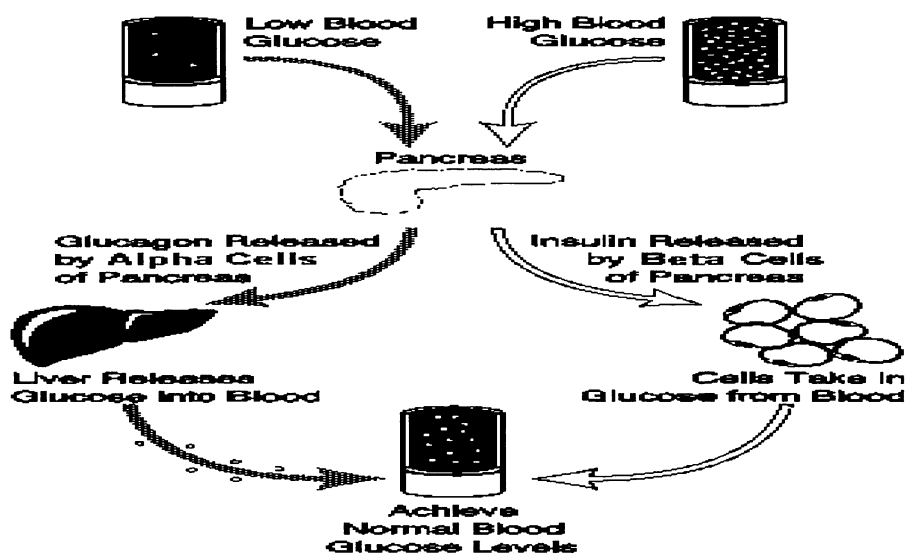 Low Blood
Glucose
High Blood
Glucose
Pancreas
Glucagon Released
by Alpha Cells
of Pancreas
Insulin Released
by Beta Cells
of Pancreas
Liver Releases
Glucose into Blood
Cells Take in
Glucose from Blood
Achieve
Normal Blood
Glucose Levels